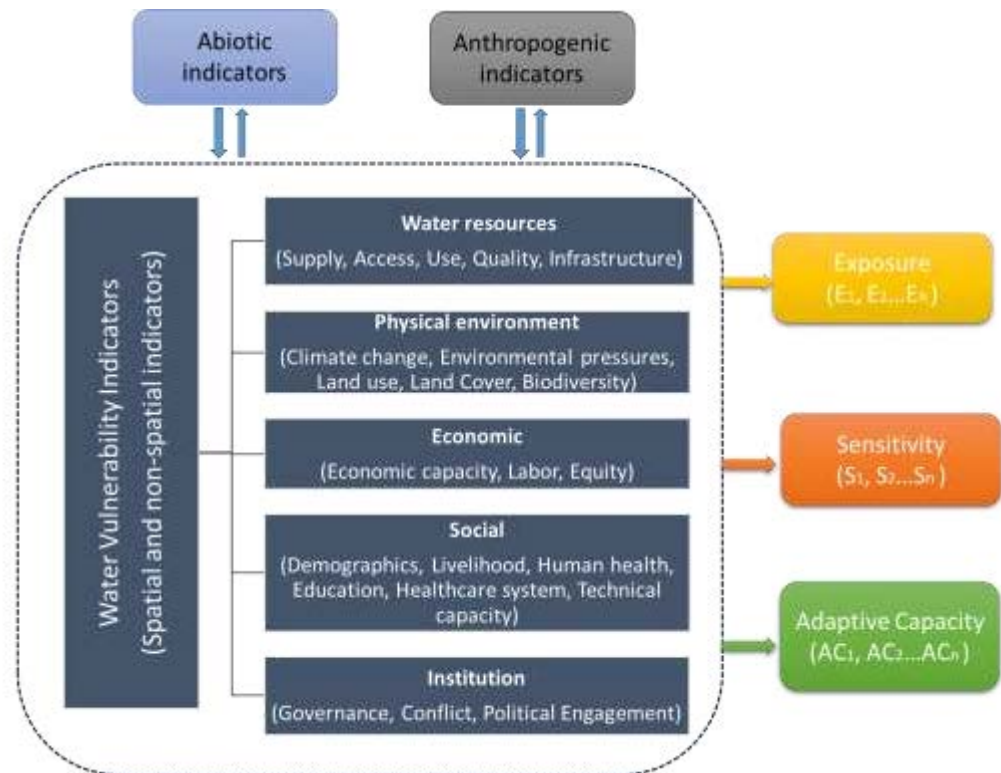 Abiotic
indicators
Anthropogenic
indicators
Water Vulnerability Indicators
(Spatial and non-spatial indicators)
Water resources
(Supply, Access, Use, Quality, Infrastructure)
Physical environment
(Climate change, Environmental pressures,
Land use, Land Cover, Biodiversity)
Economic
(Economic capacity, Labor, Equity)
Social
(Demographics, Livelihood, Human health,
Education, Healthcare system, Technical
capacity)
Institution
(Governance, Conflict, Political Engagement)
Exposure
(E₁, E₂...Eₙ)
Sensitivity
(S₁, S₂...Sₙ)
Adaptive Capacity
(AC₁, AC₂...ACₙ)